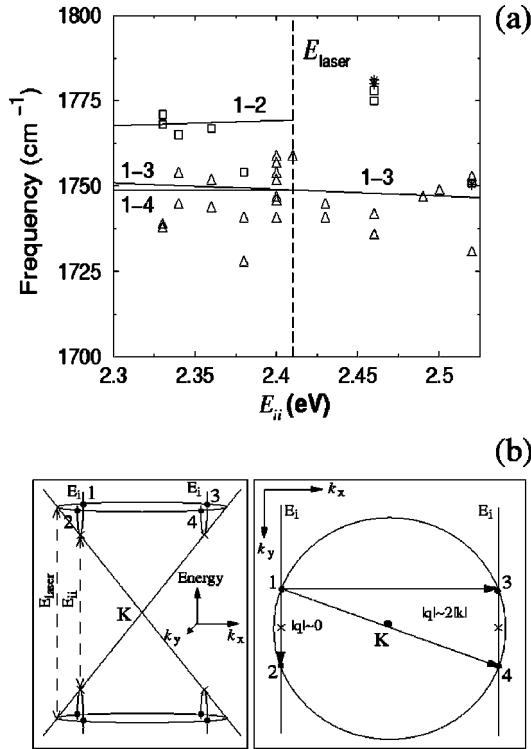 (a)
1800
1775
1750
1725
1700
Frequency (cm⁻¹)
E_laser
1−2
1−3
1−3
1−4
2.3 2.35 2.4 2.45 2.5
E_ii (eV)
(b)
E_i 1 E_i 3
2 4
E_laser
E_ii
K
Energy
k_y k_x
k_x
k_y
E_i E_i
1 3
|q|~0 K |q|~2|k|
2 4